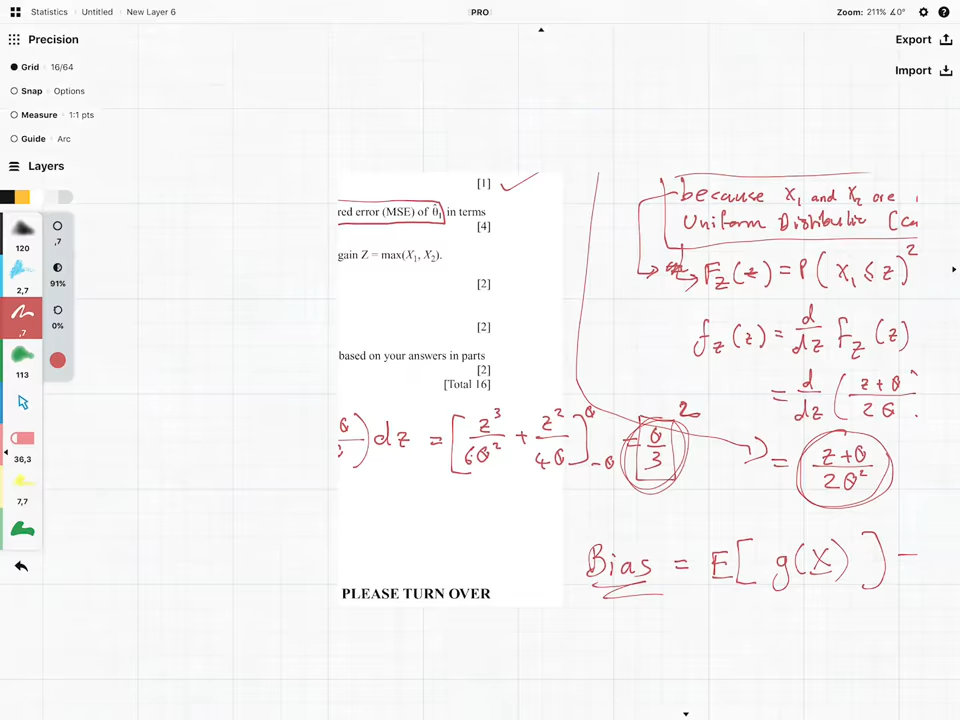 Statistics Untitled New Layer 6 PRO Zoom: 211% ∡0°
Precision
Export
Import
Grid 16/64
Snap Options
Measure 1:1 pts
Guide Arc
Layers
120
2,7
,7
113
36,3
7,7
,7
91%
0%
[1]
red error (MSE) of θ̂₁ in terms
[4]
gain Z = max(X₁, X₂).
[2]
[2]
based on your answers in parts
[2]
[Total 16]
dz = [z³/6θ² + z²/4θ]_{-θ}^{θ} = θ/3
PLEASE TURN OVER
because X₁ and X₂ are
Uniform Distributio
F_Z(z) = P(X₁ ≤ z)²
f_Z(z) = d/dz F_Z(z)
= d/dz (z+θ/2θ
= z+θ/2θ²
Bias = E[g(X)] −